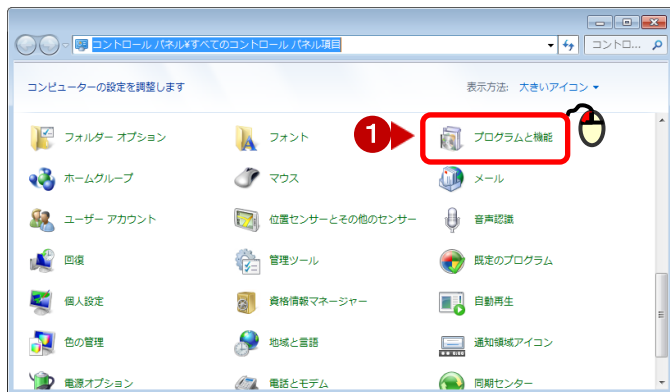 コントロール パネル¥すべてのコントロール パネル項目
コントロ...
コンピューターの設定を調整します
表示方法: 大きいアイコン
フォルダー オプション
フォント
1
プログラムと機能
ホームグループ
マウス
メール
ユーザー アカウント
位置センサーとその他のセンサー
音声認識
回復
管理ツール
既定のプログラム
個人設定
資格情報マネージャー
自動再生
色の管理
地域と言語
通知領域アイコン
電源オプション
電話とモデム
同期センター